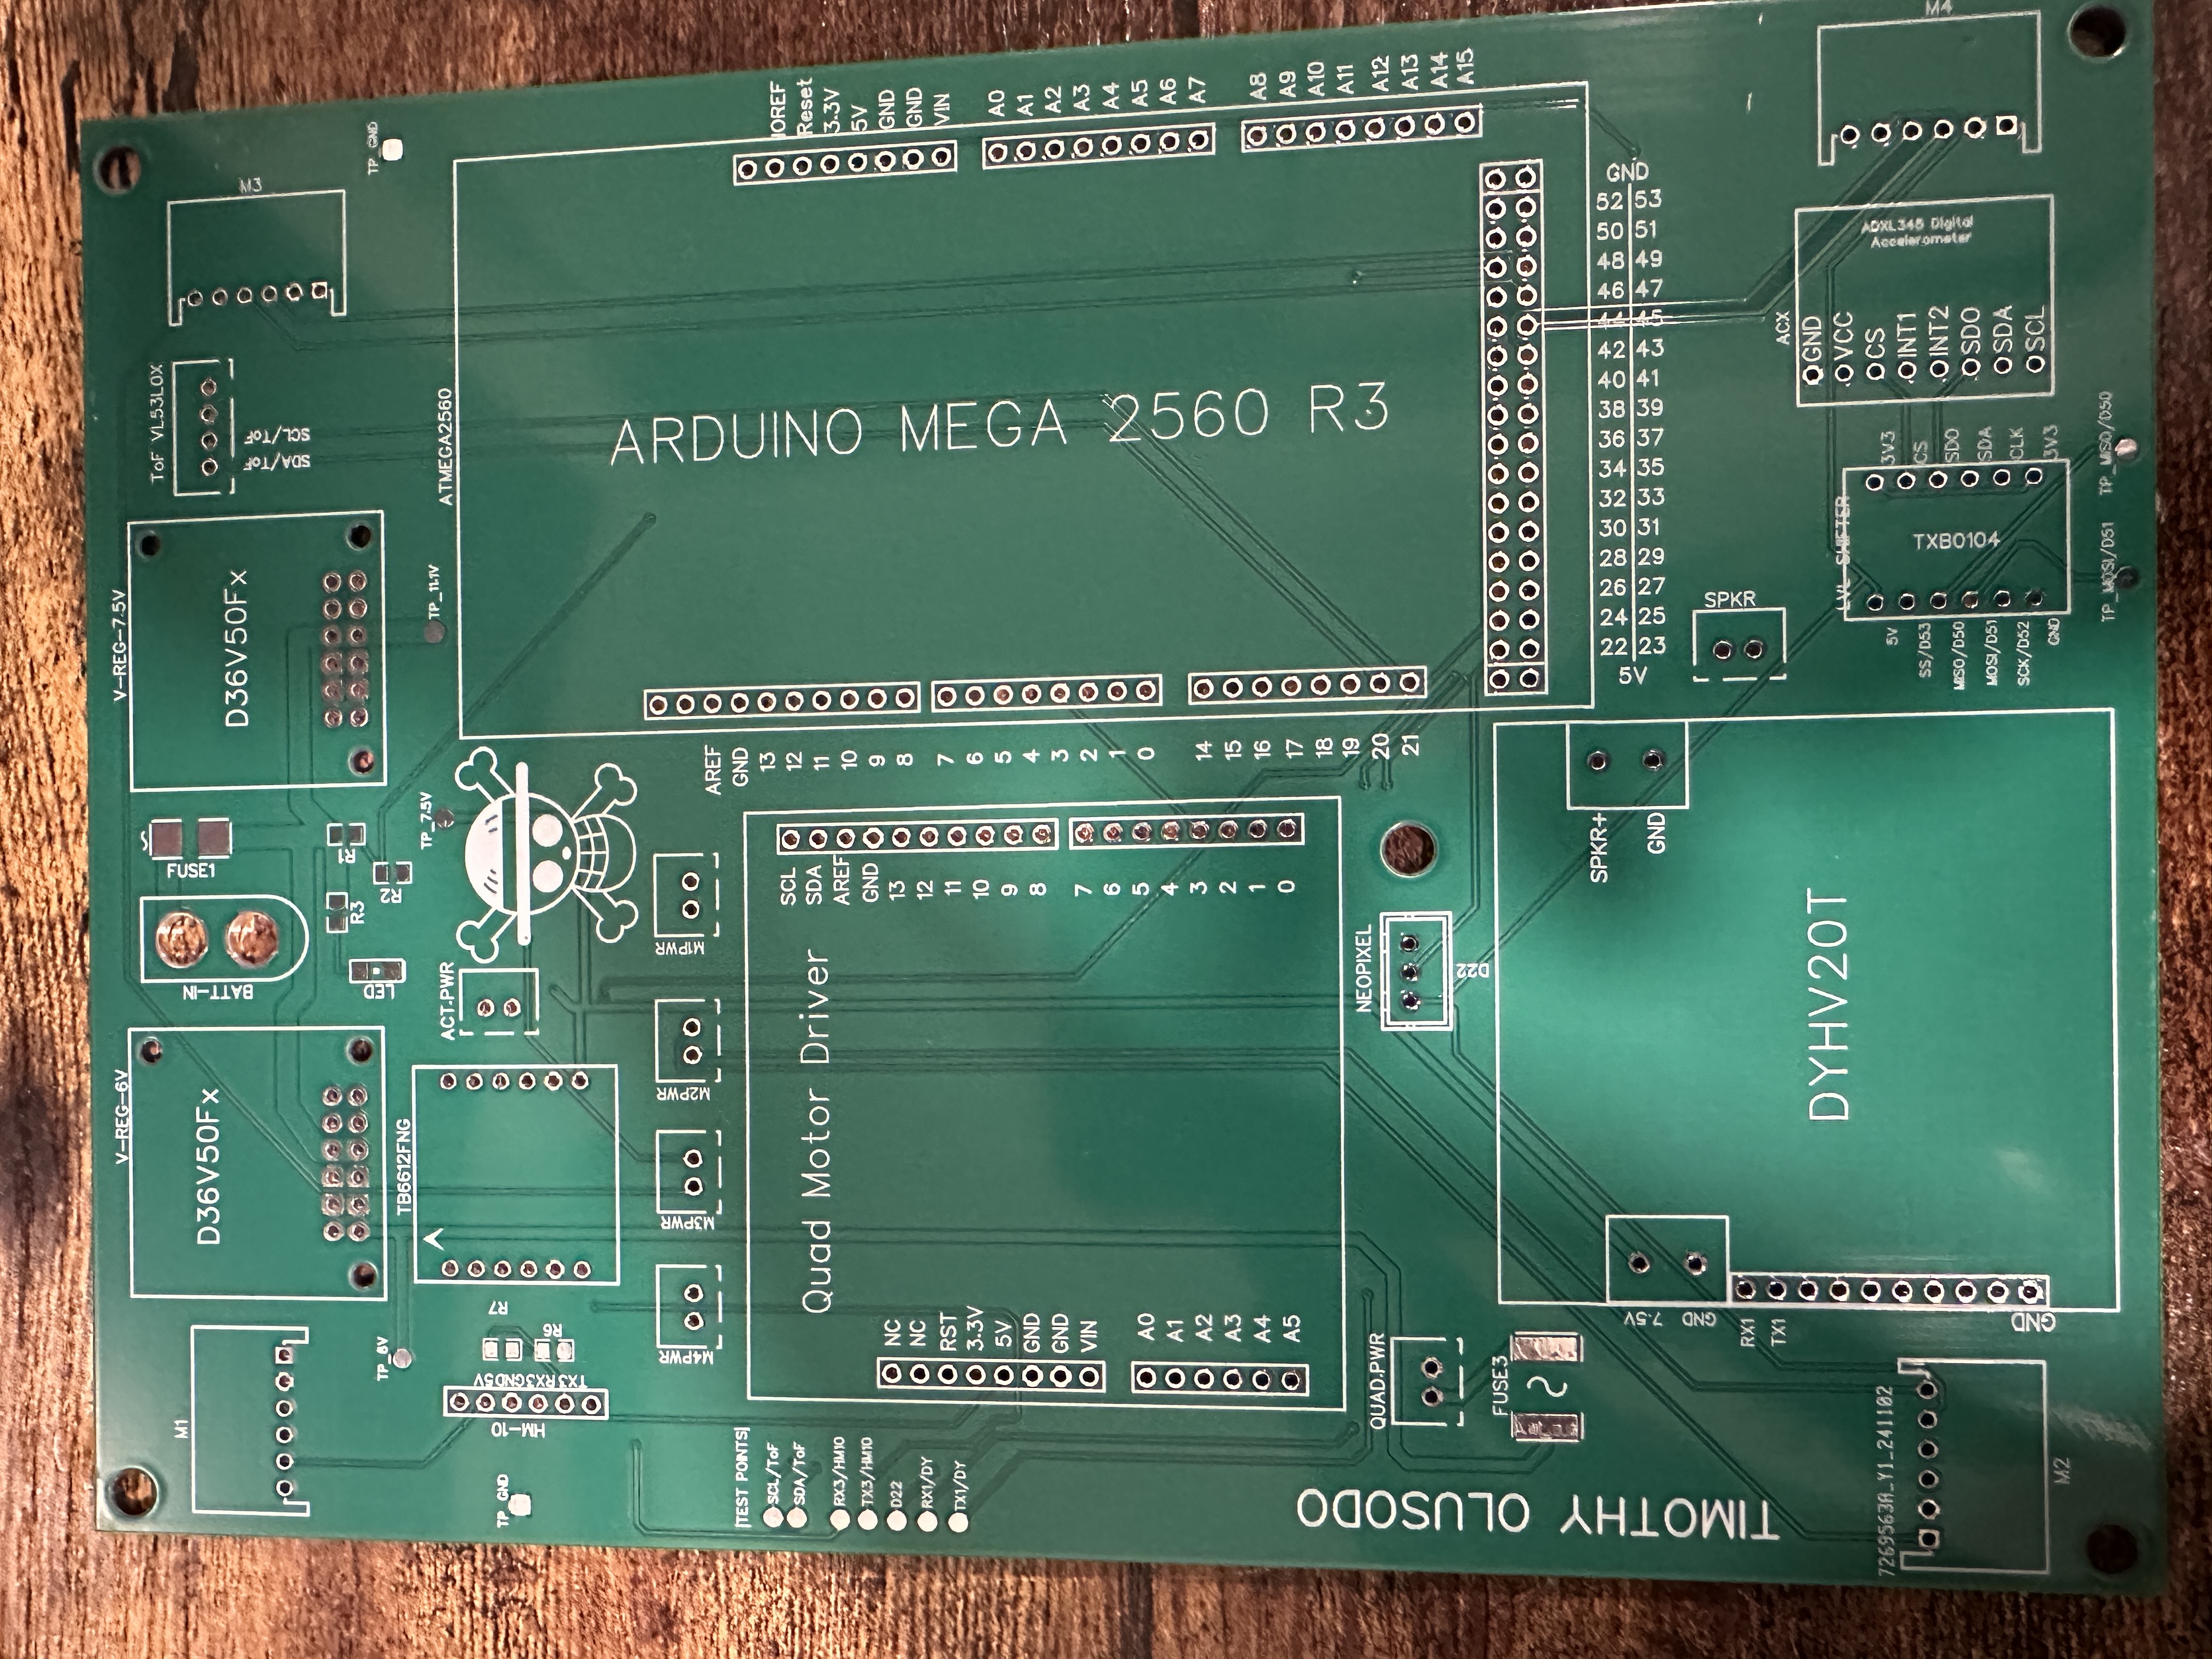 V-REG-6V
V-REG-7.5V
M1
D36V50Fx
BATT-IN
FUSE1
D36V50Fx
ToF VL53L0X
SDA/ToF
SCL/ToF
M3
R3
R1
LED
R2
TP_6V
TP_7.5V
TP_11.1V
TP_GND
TB6612FNG
ACT.PWR
ATMEGA2560
TP_GND
HM-10
TX3
RX3
GND
5V
R7
R6
M4PWR
M3PWR
M2PWR
M1PWR
ARDUINO MEGA 2560 R3
AREF
GND
13
12
11
10
9
8
7
6
5
4
3
2
1
0
14
15
16
17
18
19
20
21
IOREF
Reset
3.3V
5V
GND
GND
VIN
A0
A1
A2
A3
A4
A5
A6
A7
A8
A9
A10
A11
A12
A13
A14
A15
|TEST POINTS|
SCL/ToF
SDA/ToF
RX3/HM10
TX3/HM10
D22
RX1/DY
TX1/DY
Quad Motor Driver
NC
NC
RST
3.3V
5V
GND
GND
VIN
A0
A1
A2
A3
A4
A5
SCL
SDA
AREF
GND
13
12
11
10
9
8
7
6
5
4
3
2
1
0
TIMOTHY OLUSODO
QUAD.PWR
NEOPIXEL
D22
FUSE3
5V
22 24 26 28 30 32 34 36 38 40 42 44 46 48 50 52
23 25 27 29 31 33 35 37 39 41 43 45 47 49 51 53
GND
SPKR+
GND
7.5V
GND
RX1
TX1
GND
DYHV20T
SPKR
7269563A_Y1_241102
M2
LVL SHIFTER
TXB0104
5V
SS/D53
MISO/D50
MOSI/D51
SCK/D52
GND
3V3
CS
SDO
SDA
CLK
3V3
ACX
GND
VCC
CS
INT1
INT2
SDO
SDA
SCL
ADXL345 Digital
Accelerometer
M4
TP_MOSI/D51
TP_MISO/D50